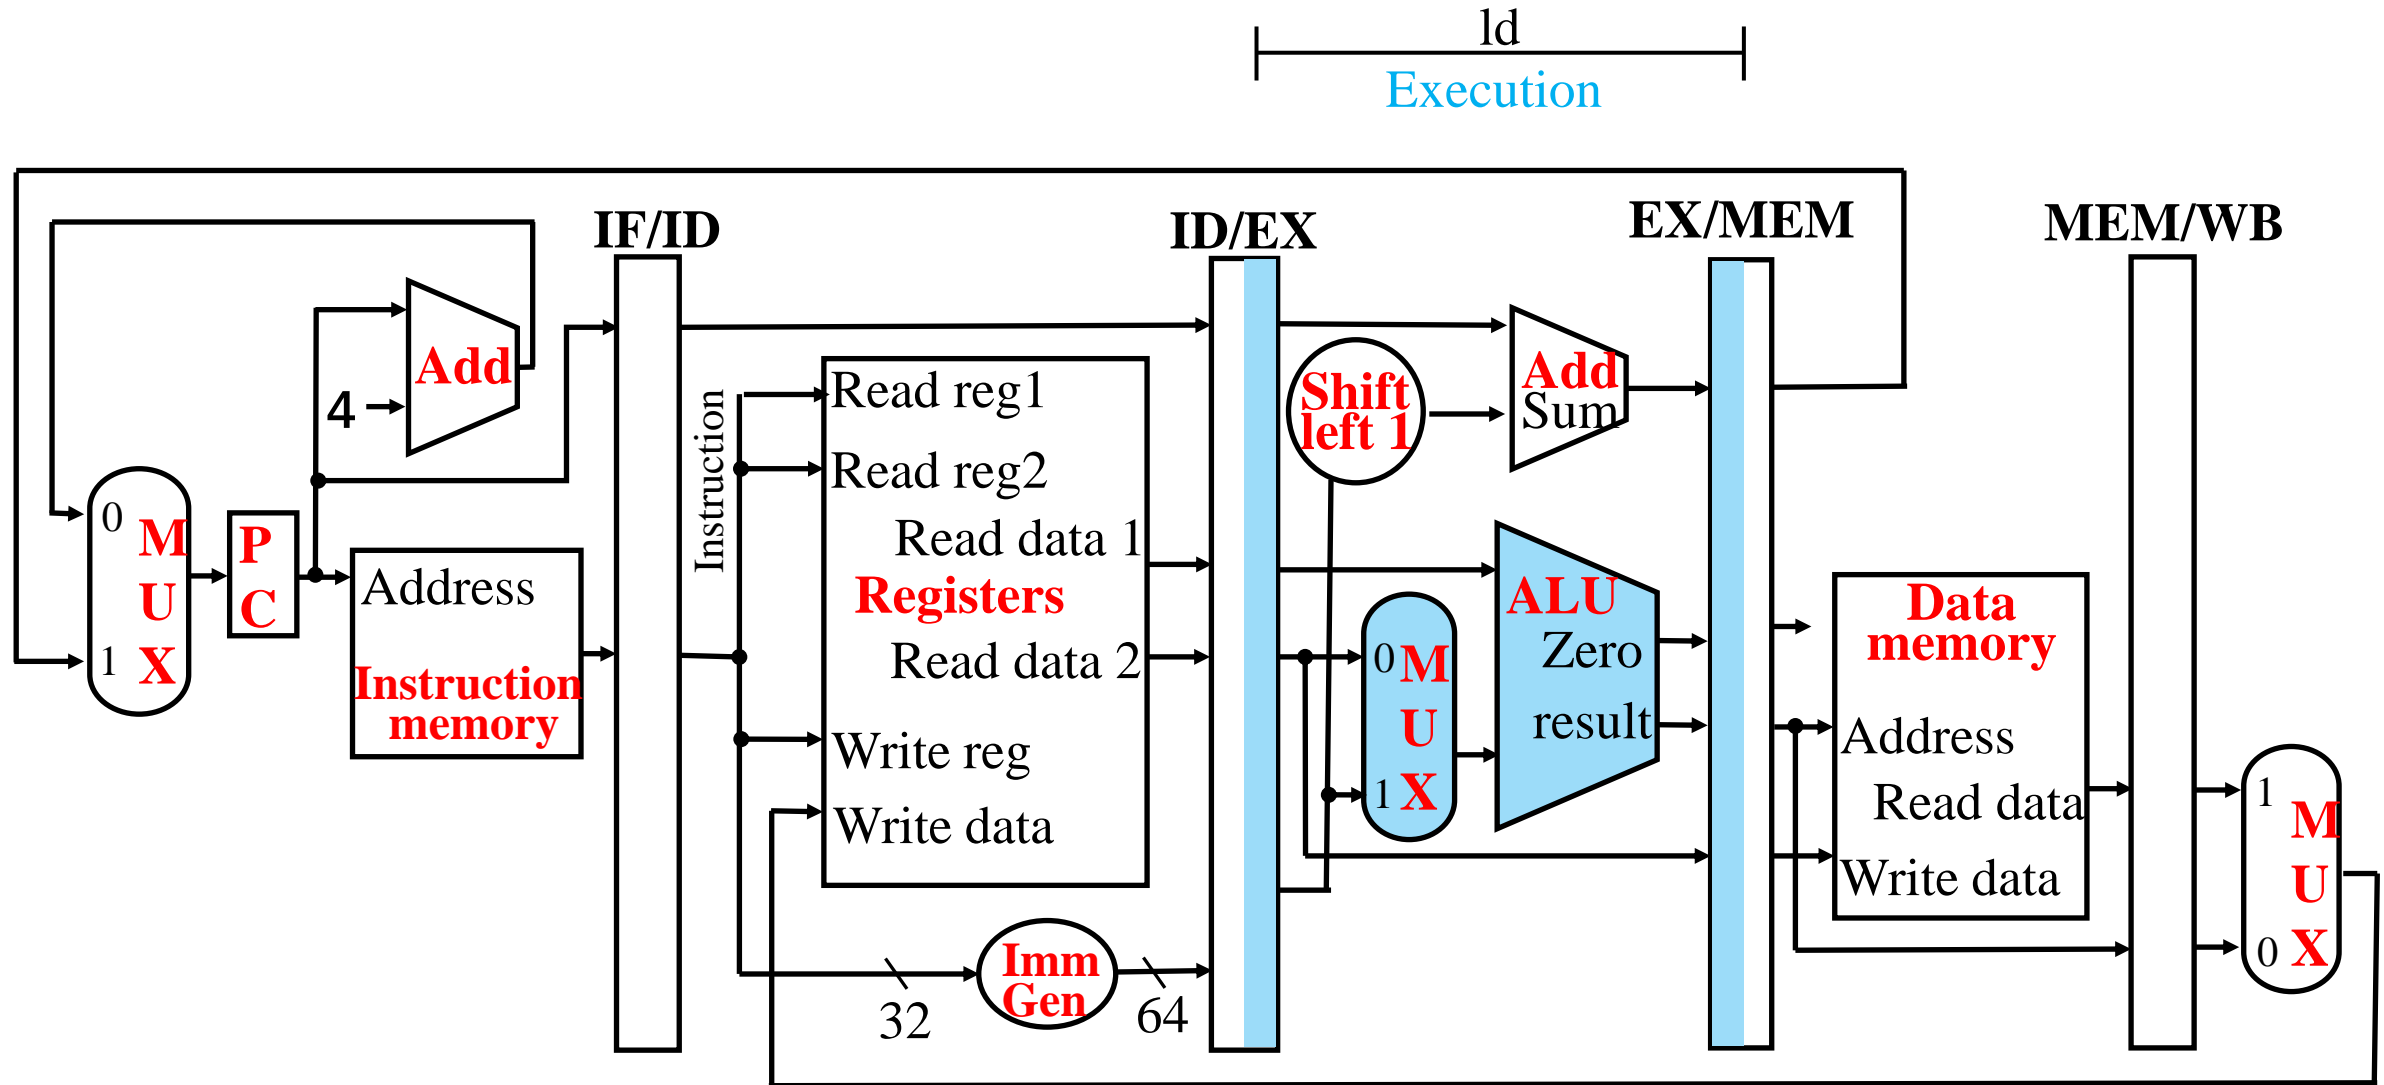 ld
Execution
IF/ID
ID/EX
EX/MEM
MEM/WB
Add
4
0
M
U
X
1
P
C
Address
Instruction
memory
Instruction
Read reg1
Read reg2
Read data 1
Registers
Read data 2
Write reg
Write data
32
Imm
Gen
64
Shift
left 1
Add
Sum
0
M
U
X
1
ALU
Zero
result
Data
memory
Address
Read data
Write data
1
M
U
X
0